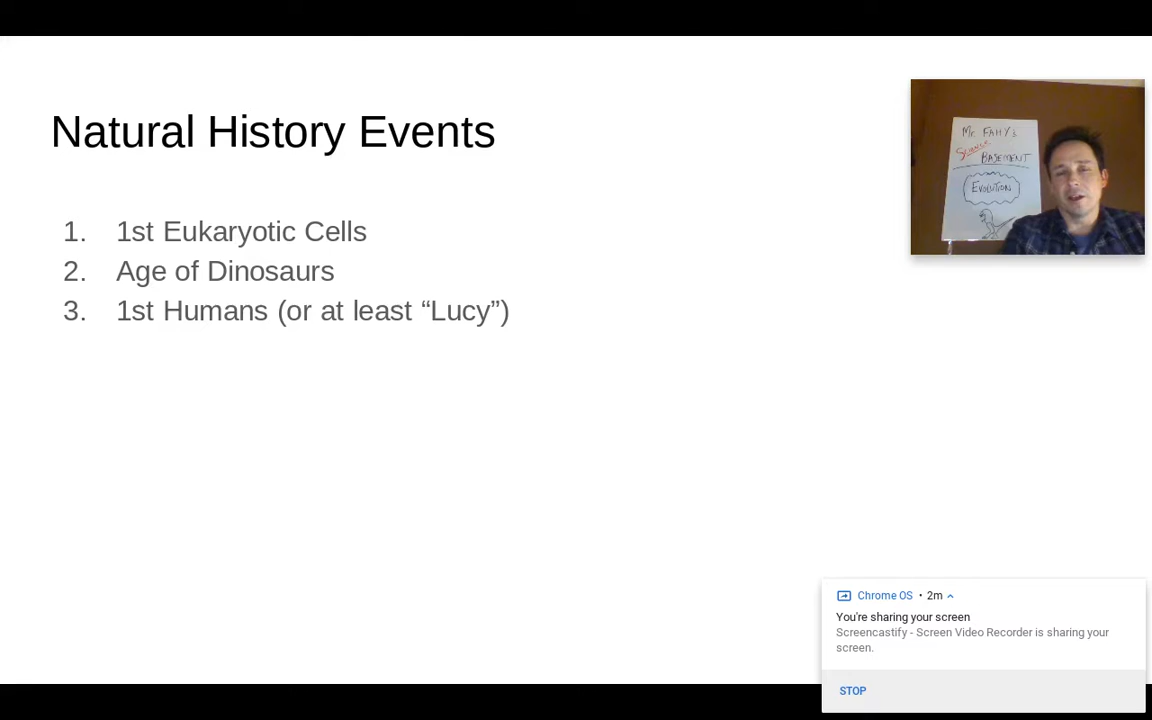 Natural History Events
1. 1st Eukaryotic Cells
2. Age of Dinosaurs
3. 1st Humans (or at least “Lucy”)
Mr. FAHY's
SCIENCE
BASEMENT
EVOLUTION
Chrome OS • 2m
You're sharing your screen
Screencastify - Screen Video Recorder is sharing your
screen.
STOP